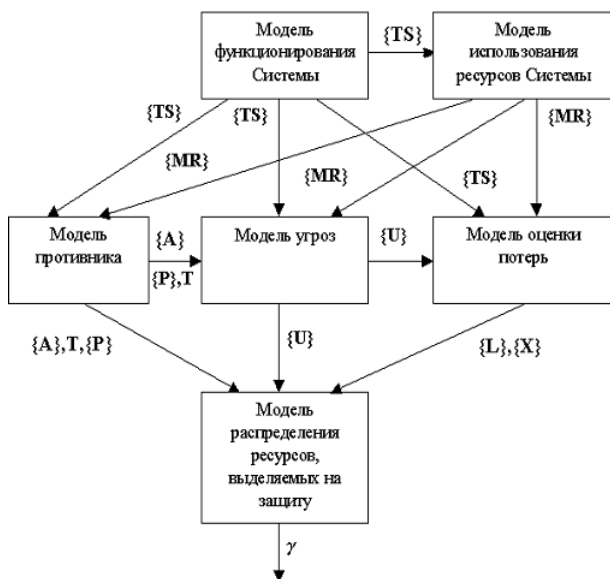 Модель
функционирования
Системы
{TS}
Модель
использования
ресурсов Системы
{TS}
{TS}
{MR}
{MR}
{MR}
{TS}
Модель
противника
{A}
{P},T
Модель угроз
{U}
Модель оценки
потерь
{A},T,{P}
{U}
{L},{X}
Модель
распределения
ресурсов,
выделяемых на
защиту
γ